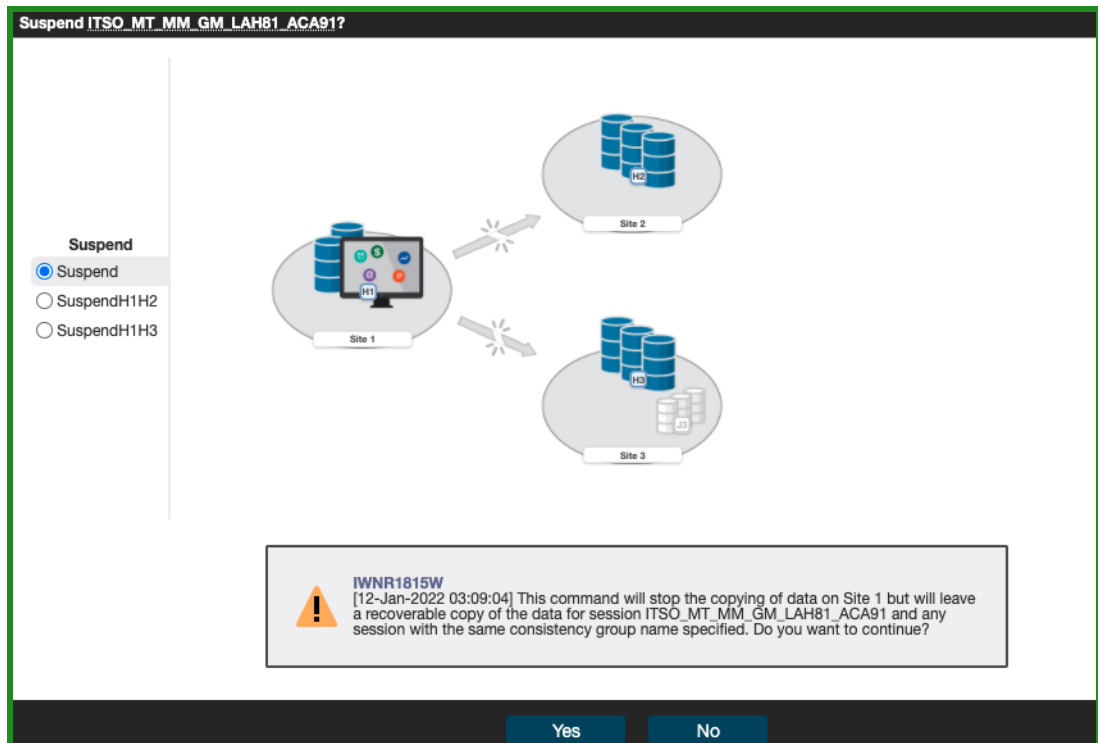 Suspend ITSO_MT_MM_GM_LAH81_ACA91?
Suspend
Suspend
SuspendH1H2
SuspendH1H3
H2
Site 2
$
H1
Site 1
H3
J3
Site 3
IWNR1815W
[12-Jan-2022 03:09:04] This command will stop the copying of data on Site 1 but will leave
a recoverable copy of the data for session ITSO_MT_MM_GM_LAH81_ACA91 and any
session with the same consistency group name specified. Do you want to continue?
Yes No